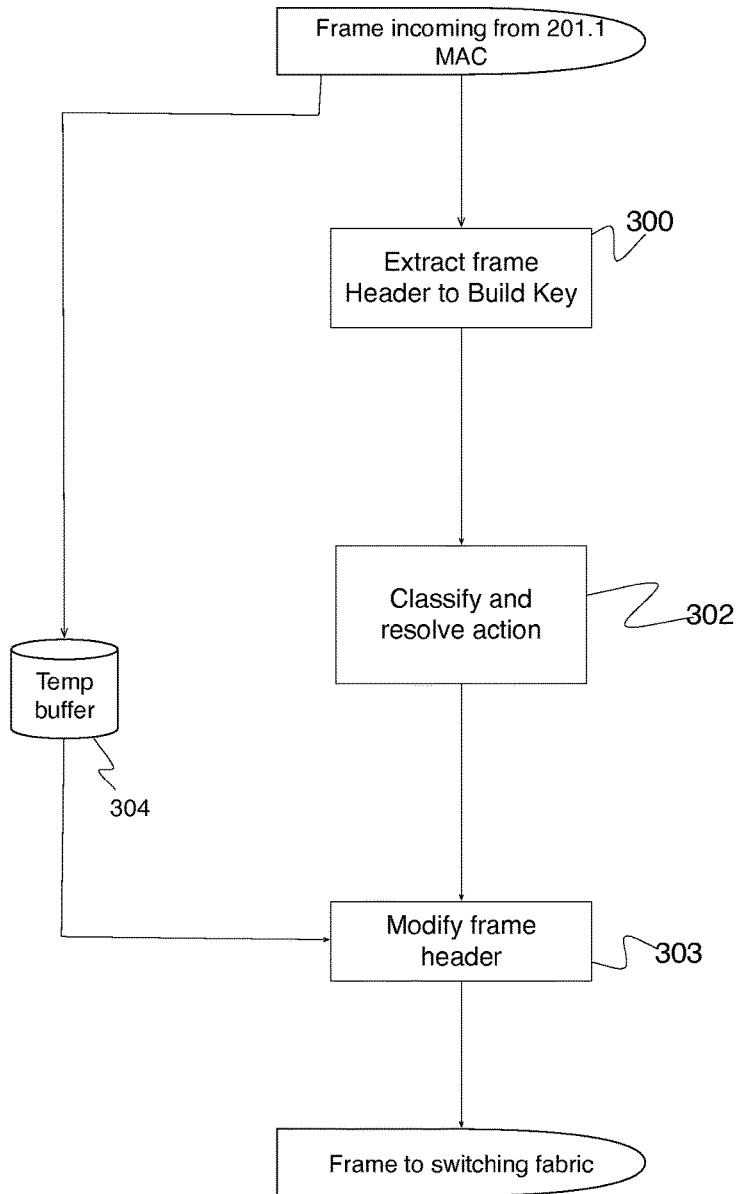 Frame incoming from 201.1
MAC
300
Extract frame
Header to Build Key
Classify and
resolve action
302
Temp
buffer
304
Modify frame
header
303
Frame to switching fabric